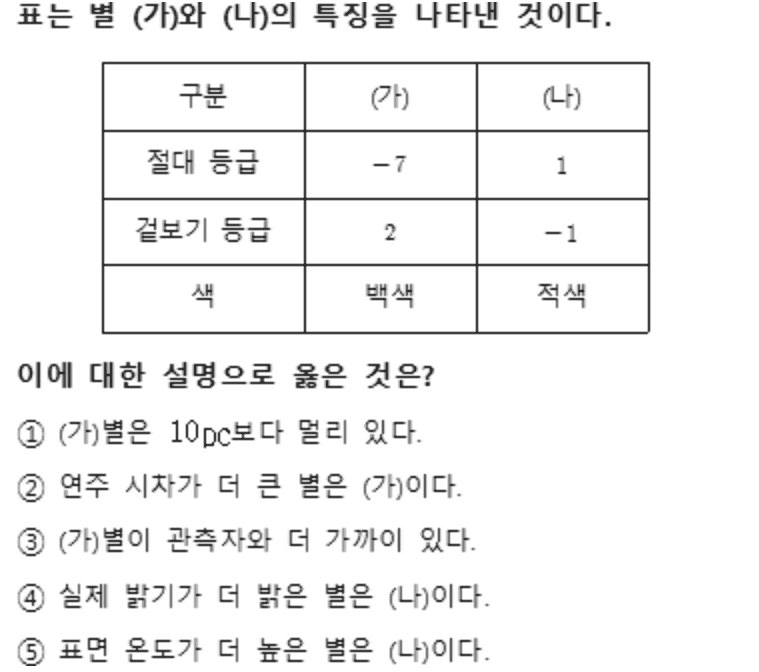 표는 별 (가)와 (나)의 특징을 나타낸 것이다.
구분 (가) (나)
절대 등급 −7 1
겉보기 등급 2 −1
색 백색 적색
이에 대한 설명으로 옳은 것은?
① (가)별은 10pc보다 멀리 있다.
② 연주 시차가 더 큰 별은 (가)이다.
③ (가)별이 관측자와 더 가까이 있다.
④ 실제 밝기가 더 밝은 별은 (나)이다.
⑤ 표면 온도가 더 높은 별은 (나)이다.